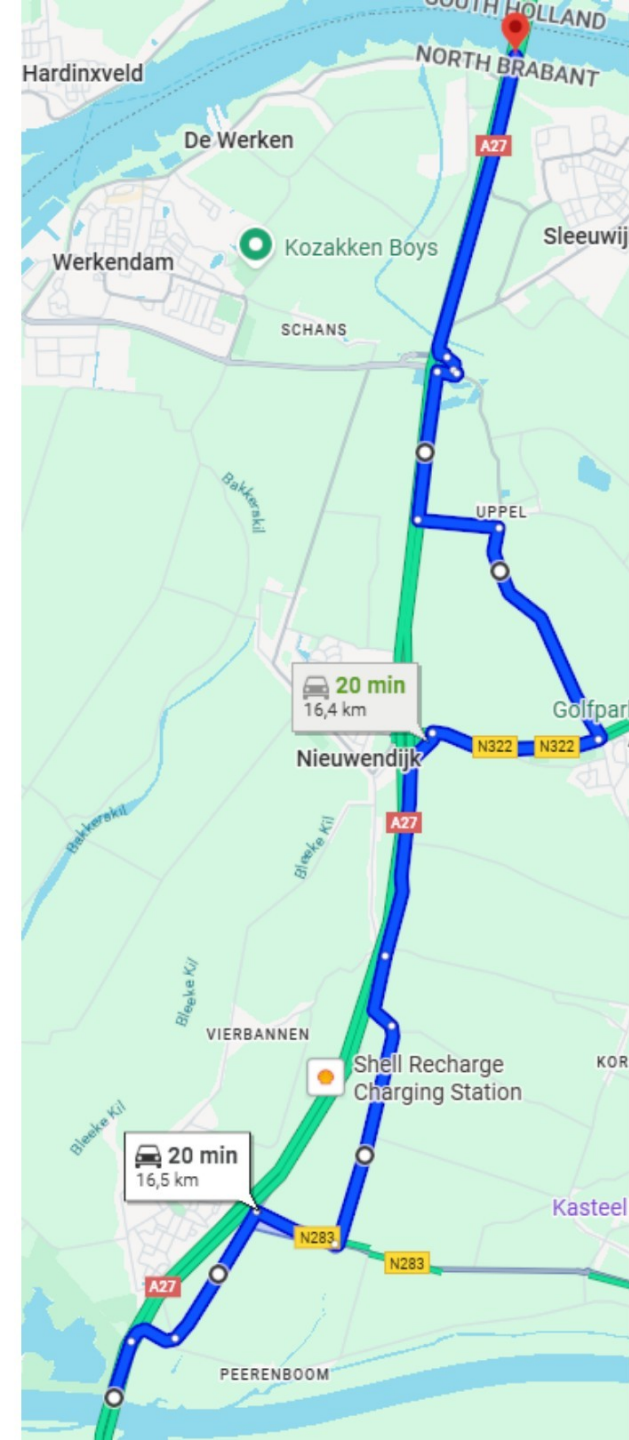 SOUTH HOLLAND
Hardinxveld
NORTH BRABANT
De Werken
A27
Kozakken Boys
Sleeuwij
Werkendam
SCHANS
Bakkerskil
UPPEL
20 min
16,4 km
Golfpar
N322
N322
Nieuwendijk
A27
Bakkerskil
Bleeke Kil
Bleeke Kil
VIERBANNEN
Shell Recharge
Charging Station
KOR
Bleeke Kil
20 min
16,5 km
Kasteel
N283
N283
A27
PEERENBOOM